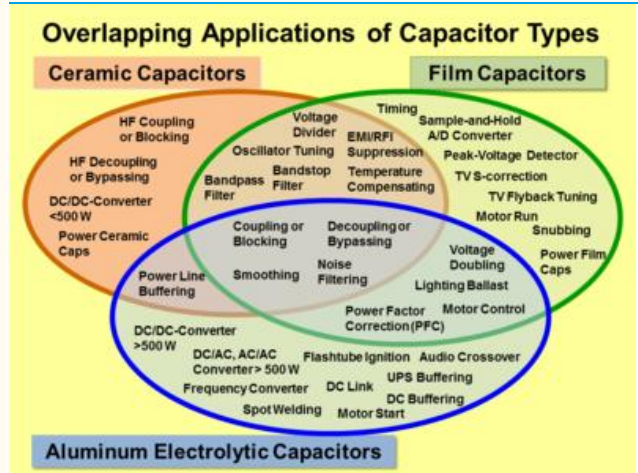 Overlapping Applications of Capacitor Types
Ceramic Capacitors
Film Capacitors
HF Coupling
or Blocking
HF Decoupling
or Bypassing
DC/DC-Converter
<500 W
Power Ceramic
Caps
Voltage
Divider
Oscillator Tuning
Bandpass
Filter
Bandstop
Filter
EMI/RFI
Suppression
Temperature
Compensating
Timing
Sample-and-Hold
A/D Converter
Peak-Voltage Detector
TV S-correction
TV Flyback Tuning
Motor Run
Snubbing
Power Film
Caps
Coupling or
Blocking
Decoupling or
Bypassing
Smoothing
Noise
Filtering
Power Line
Buffering
Voltage
Doubling
Lighting Ballast
Power Factor
Correction (PFC)
Motor Control
DC/DC-Converter
>500 W
DC/AC, AC/AC
Converter > 500 W
Flashtube Ignition
Audio Crossover
Frequency Converter
DC Link
UPS Buffering
DC Buffering
Spot Welding
Motor Start
Aluminum Electrolytic Capacitors